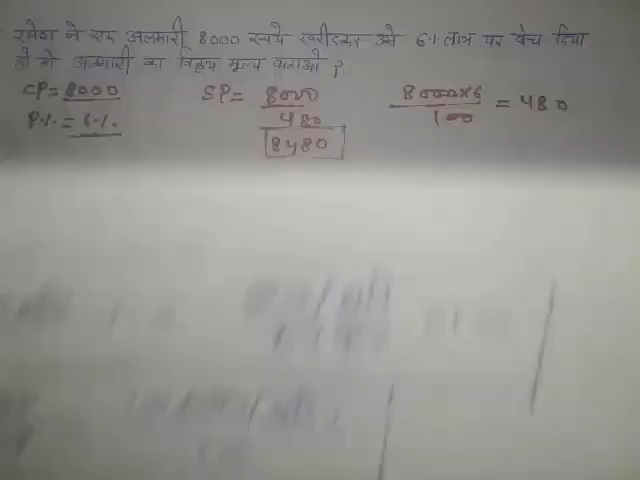 रमेश ने एक अलमारी 8000 रुपये खरीदकर उसे 6% लाभ पर बेच दिया
हो तो अलमारी का विक्रय मूल्य बताओ ?
CP = 8000 SP = 8000 8000×6/100 = 480
P.%. = 6%. 480
8480